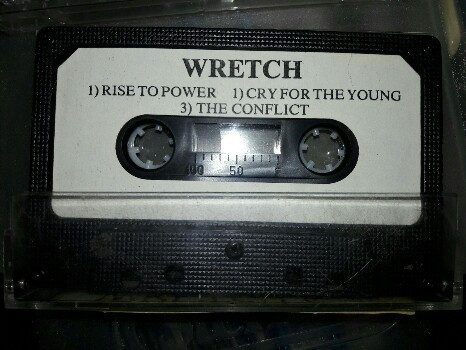 WRETCH
1) RISE TO POWER 1) CRY FOR THE YOUNG
3) THE CONFLICT
100 50